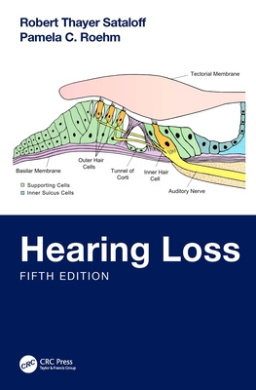 Robert Thayer Sataloff
Pamela C. Roehm
Tectorial Membrane
Basilar Membrane
Outer Hair
Cells
Tunnel of
Corti
Inner Hair
Cell
Auditory Nerve
Supporting Cells
Inner Sulcus Cells
Hearing Loss
FIFTH EDITION
CRC
CRC Press
Taylor & Francis Group